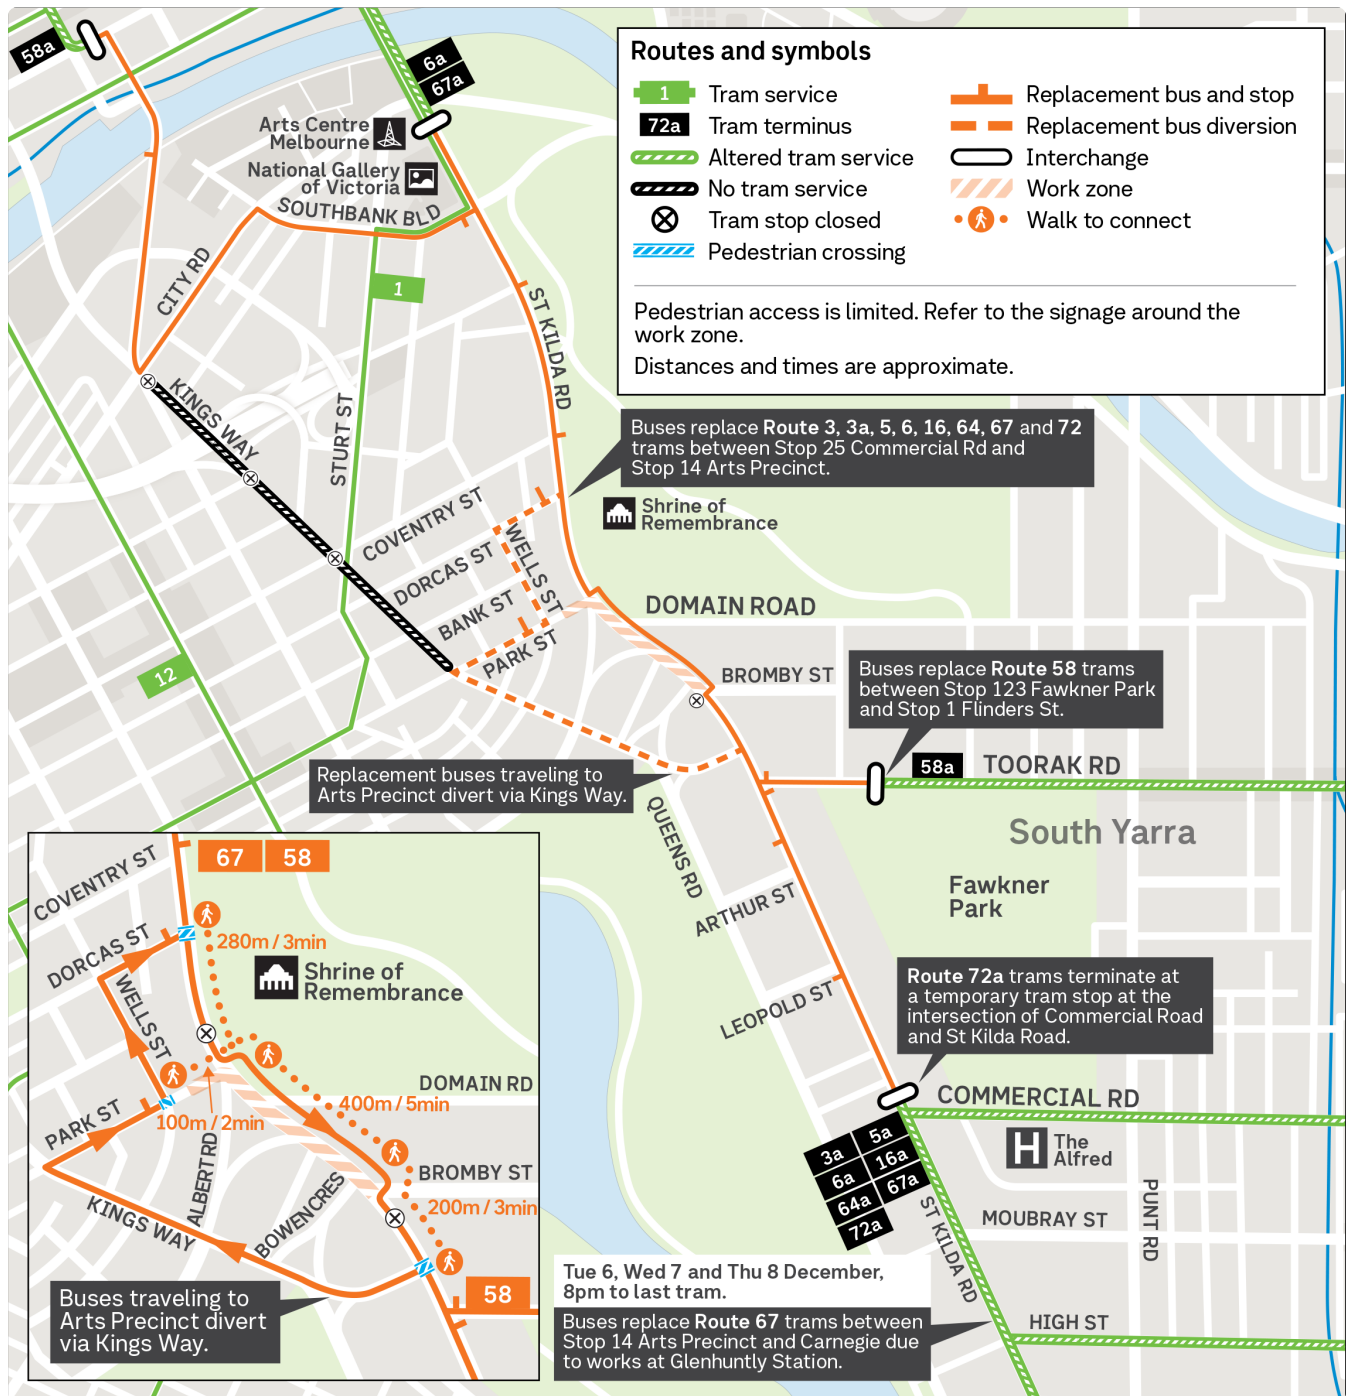 58a
6a
67a
Arts Centre
Melbourne
National Gallery
of Victoria
SOUTHBANK BLD
CITY RD
1
ST KILDA RD
KINGS WAY
STURT ST
Routes and symbols
1 Tram service
72a Tram terminus
Altered tram service
No tram service
Tram stop closed
Pedestrian crossing
Replacement bus and stop
Replacement bus diversion
Interchange
Work zone
Walk to connect
Pedestrian access is limited. Refer to the signage around the
work zone.
Distances and times are approximate.
Buses replace Route 3, 3a, 5, 6, 16, 64, 67 and 72
trams between Stop 25 Commercial Rd and
Stop 14 Arts Precinct.
Shrine of
Remembrance
COVENTRY ST
DORCAS ST
WELLS ST
BANK ST
PARK ST
DOMAIN ROAD
BROMBY ST
12
Buses replace Route 58 trams
between Stop 123 Fawkner Park
and Stop 1 Flinders St.
58a
TOORAK RD
Replacement buses traveling to
Arts Precinct divert via Kings Way.
QUEENS RD
South Yarra
Fawkner
Park
ARTHUR ST
LEOPOLD ST
Route 72a trams terminate at
a temporary tram stop at the
intersection of Commercial Road
and St Kilda Road.
COMMERCIAL RD
H
The
Alfred
3a
5a
6a
16a
64a
67a
72a
ST KILDA RD
MOUBRAY ST
PUNT RD
HIGH ST
Tue 6, Wed 7 and Thu 8 December,
8pm to last tram.
Buses replace Route 67 trams between
Stop 14 Arts Precinct and Carnegie due
to works at Glenhuntly Station.
67
58
COVENTRY ST
DORCAS ST
280m / 3min
Shrine of
Remembrance
WELLS ST
DOMAIN RD
400m / 5min
PARK ST
100m / 2min
ALBERT RD
BROMBY ST
200m / 3min
KINGS WAY
BOWEN CRES
58
Buses traveling to
Arts Precinct divert
via Kings Way.